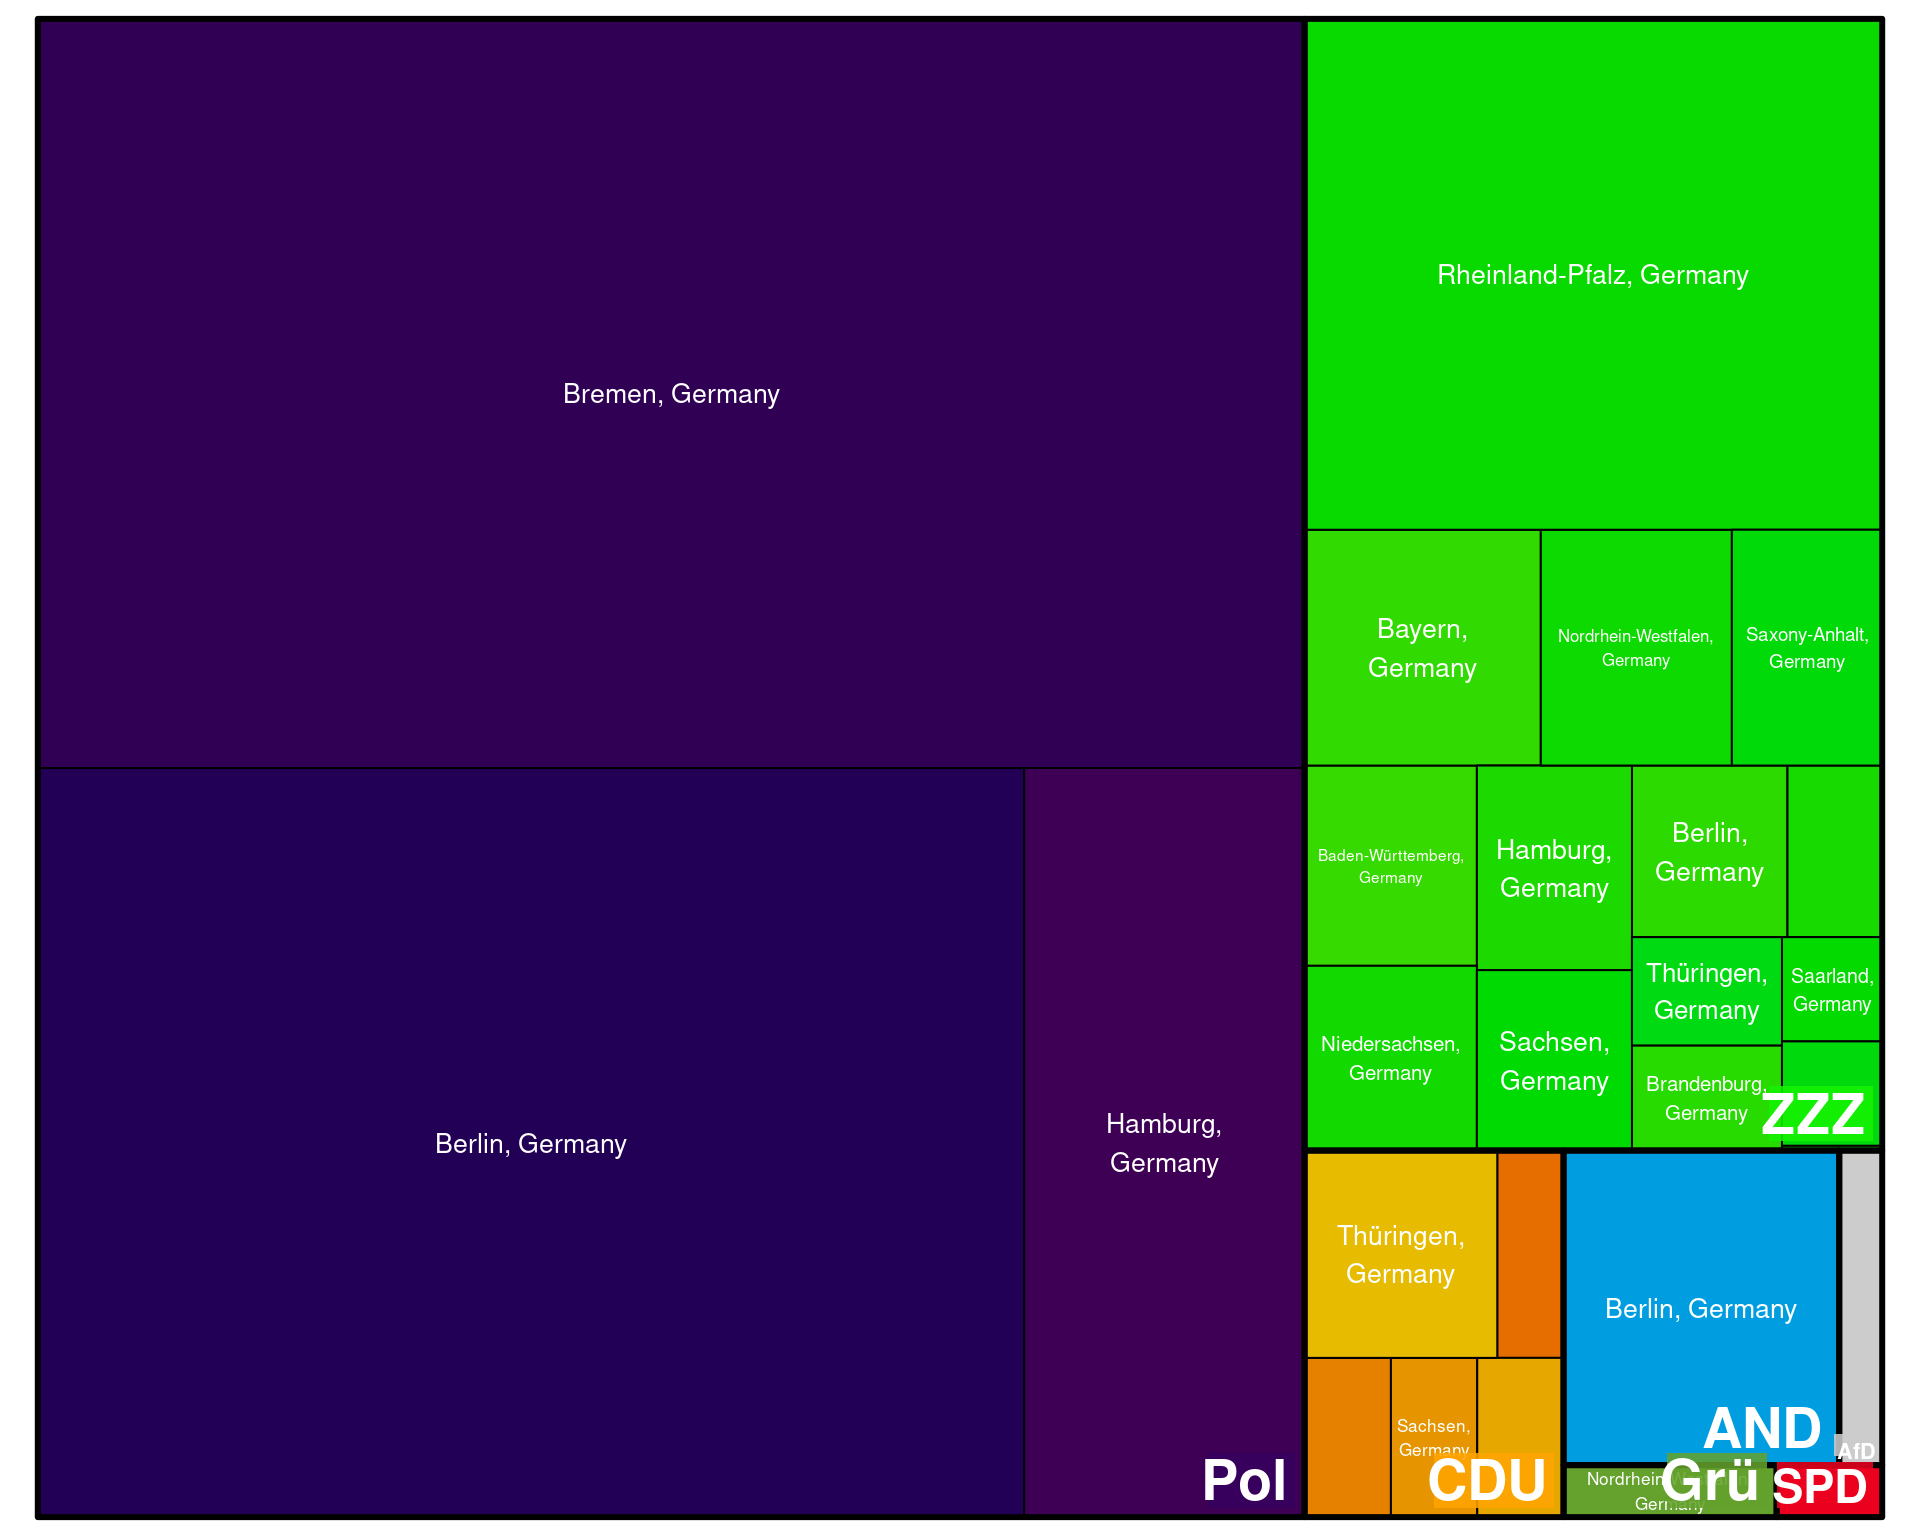 Bremen, Germany
Berlin, Germany
Hamburg,
Germany
Pol
Rheinland-Pfalz, Germany
Bayern,
Germany
Nordrhein-Westfalen,
Germany
Saxony-Anhalt,
Germany
Baden-Württemberg,
Germany
Hamburg,
Germany
Berlin,
Germany
Niedersachsen,
Germany
Sachsen,
Germany
Thüringen,
Germany
Saarland,
Germany
Brandenburg,
Germany
ZZZ
Thüringen,
Germany
Sachsen,
Germany
CDU
Berlin, Germany
AND
AfD
Germany
Grü
SPD